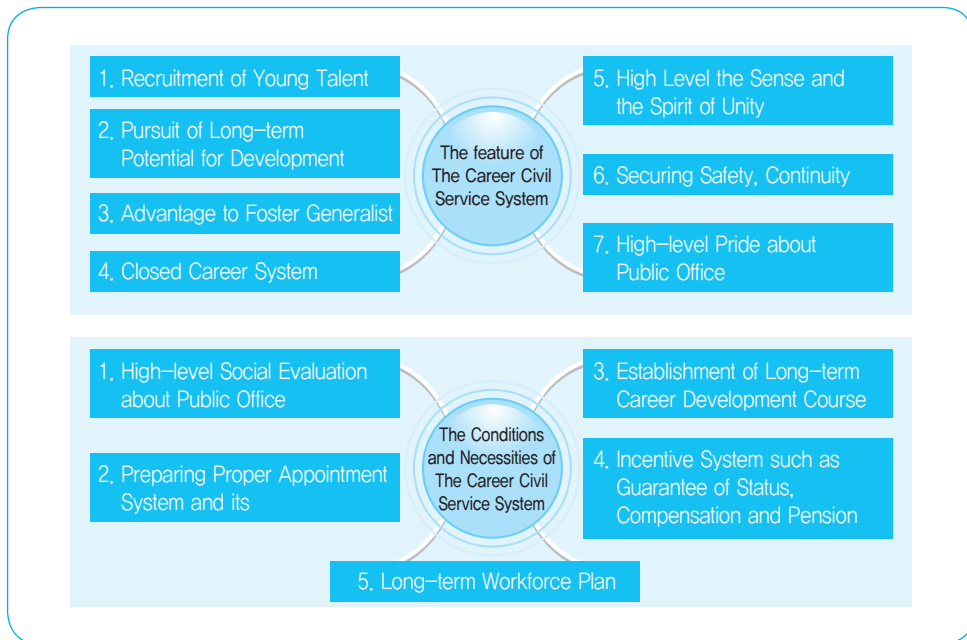 1. Recruitment of Young Talent
2. Pursuit of Long-term
Potential for Development
3. Advantage to Foster Generalist
4. Closed Career System
The feature of
The Career Civil
Service System
5. High Level the Sense and
the Spirit of Unity
6. Securing Safety, Continuity
7. High-level Pride about
Public Office
1. High-level Social Evaluation
about Public Office
2. Preparing Proper Appointment
System and its
The Conditions
and Necessities of
The Career Civil
Service System
3. Establishment of Long-term
Career Development Course
4. Incentive System such as
Guarantee of Status,
Compensation and Pension
5. Long-term Workforce Plan